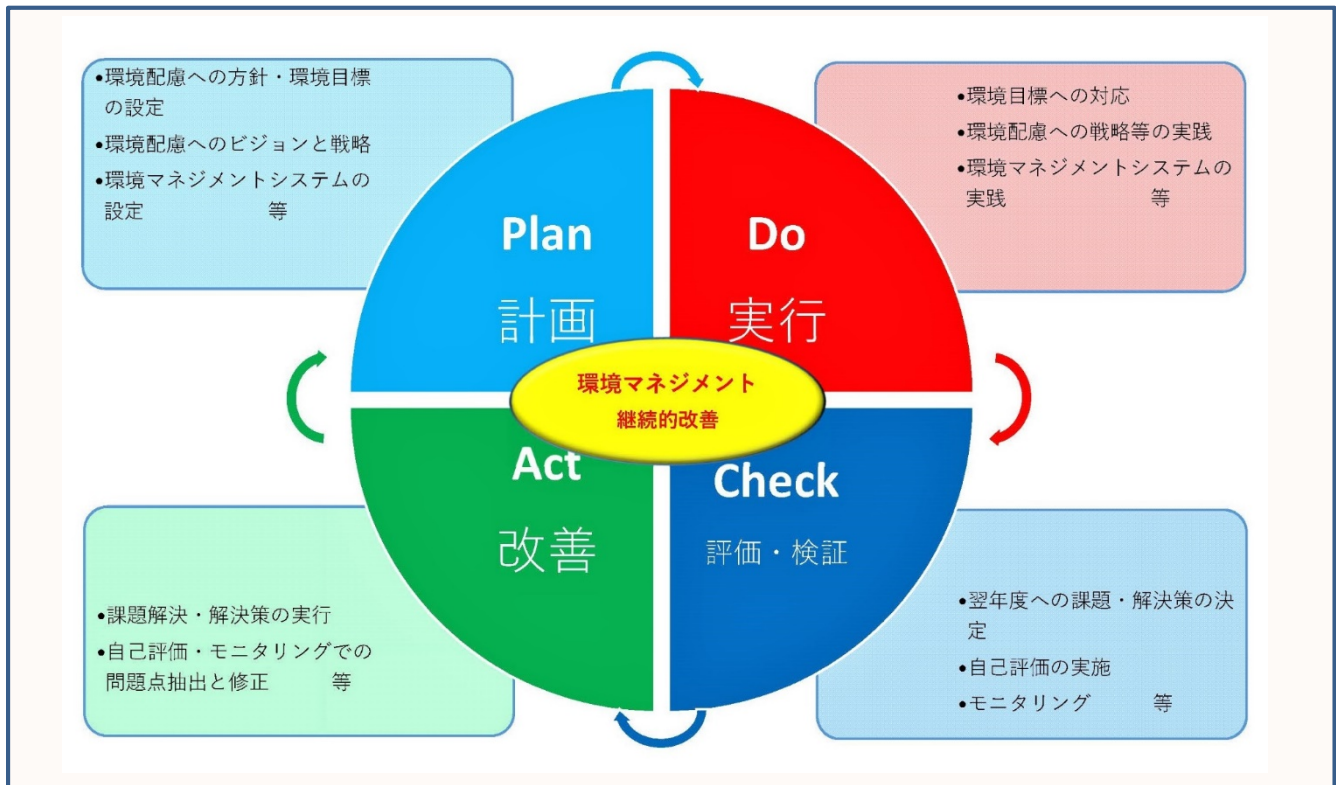 •環境配慮への方針・環境目標
の設定
•環境配慮へのビジョンと戦略
•環境マネジメントシステムの
設定 等
•環境目標への対応
•環境配慮への戦略等の実践
•環境マネジメントシステムの
実践 等
Plan
計画
Do
実行
環境マネジメント
継続的改善
Act
改善
Check
評価・検証
•課題解決・解決策の実行
•自己評価・モニタリングでの
問題点抽出と修正 等
•翌年度への課題・解決策の決
定
•自己評価の実施
•モニタリング 等